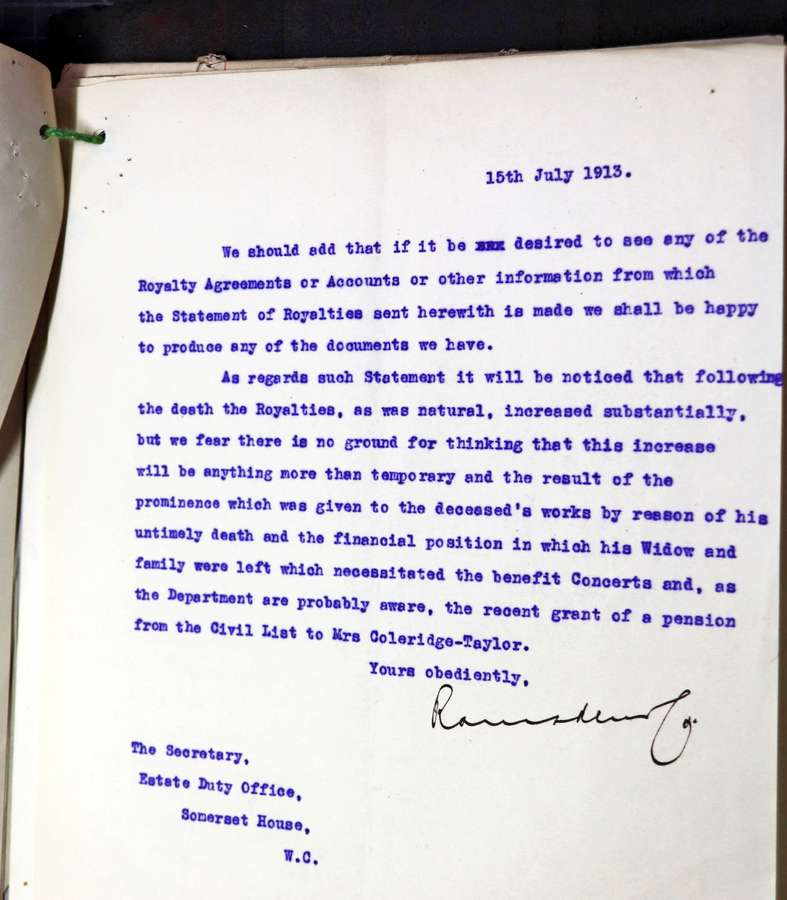 15th July 1913.
We should add that if it be xxx desired to see any of the
Royalty Agreements or Accounts or other information from which
the Statement of Royalties sent herewith is made we shall be happy
to produce any of the documents we have.
As regards such Statement it will be noticed that following
the death the Royalties, as was natural, increased substantially,
but we fear there is no ground for thinking that this increase
will be anything more than temporary and the result of the
prominence which was given to the deceased's works by reason of his
untimely death and the financial position in which his Widow and
family were left which necessitated the benefit Concerts and, as
the Department are probably aware, the recent grant of a pension
from the Civil List to Mrs Coleridge-Taylor.
Yours obediently,
The Secretary,
Estate Duty Office,
Somerset House,
W.C.